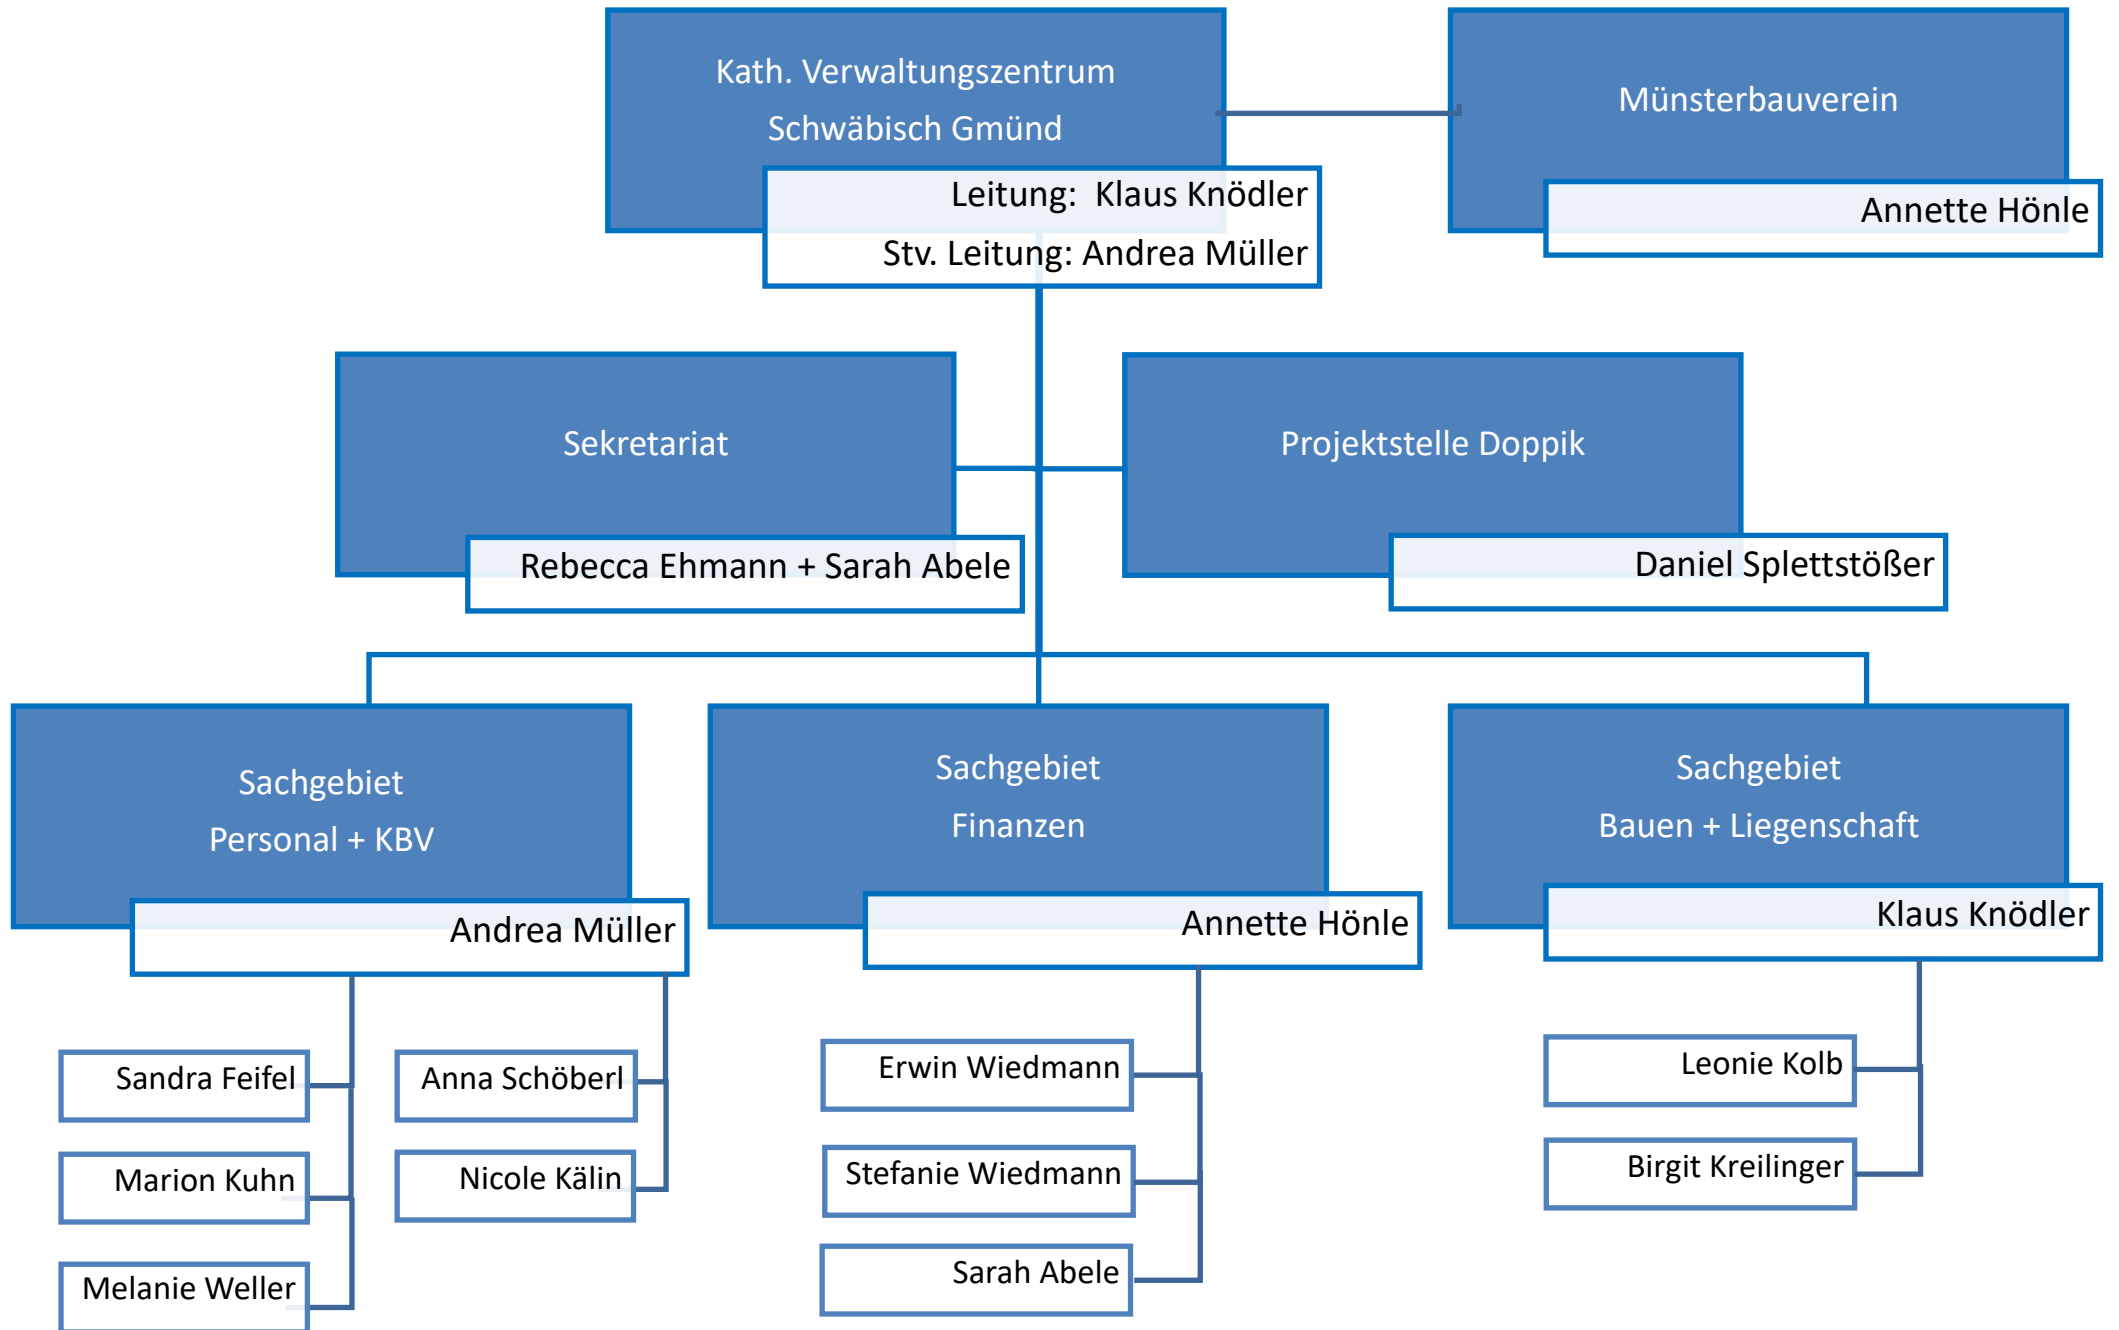 Kath. Verwaltungszentrum
Schwäbisch Gmünd
Leitung:  Klaus Knödler
Stv. Leitung: Andrea Müller
Münsterbauverein
Annette Hönle
Sekretariat
Rebecca Ehmann + Sarah Abele
Projektstelle Doppik
Daniel Splettstößer
Sachgebiet
Personal + KBV
Andrea Müller
Sandra Feifel
Marion Kuhn
Melanie Weller
Anna Schöberl
Nicole Kälin
Sachgebiet
Finanzen
Annette Hönle
Erwin Wiedmann
Stefanie Wiedmann
Sarah Abele
Sachgebiet
Bauen + Liegenschaft
Klaus Knödler
Leonie Kolb
Birgit Kreilinger